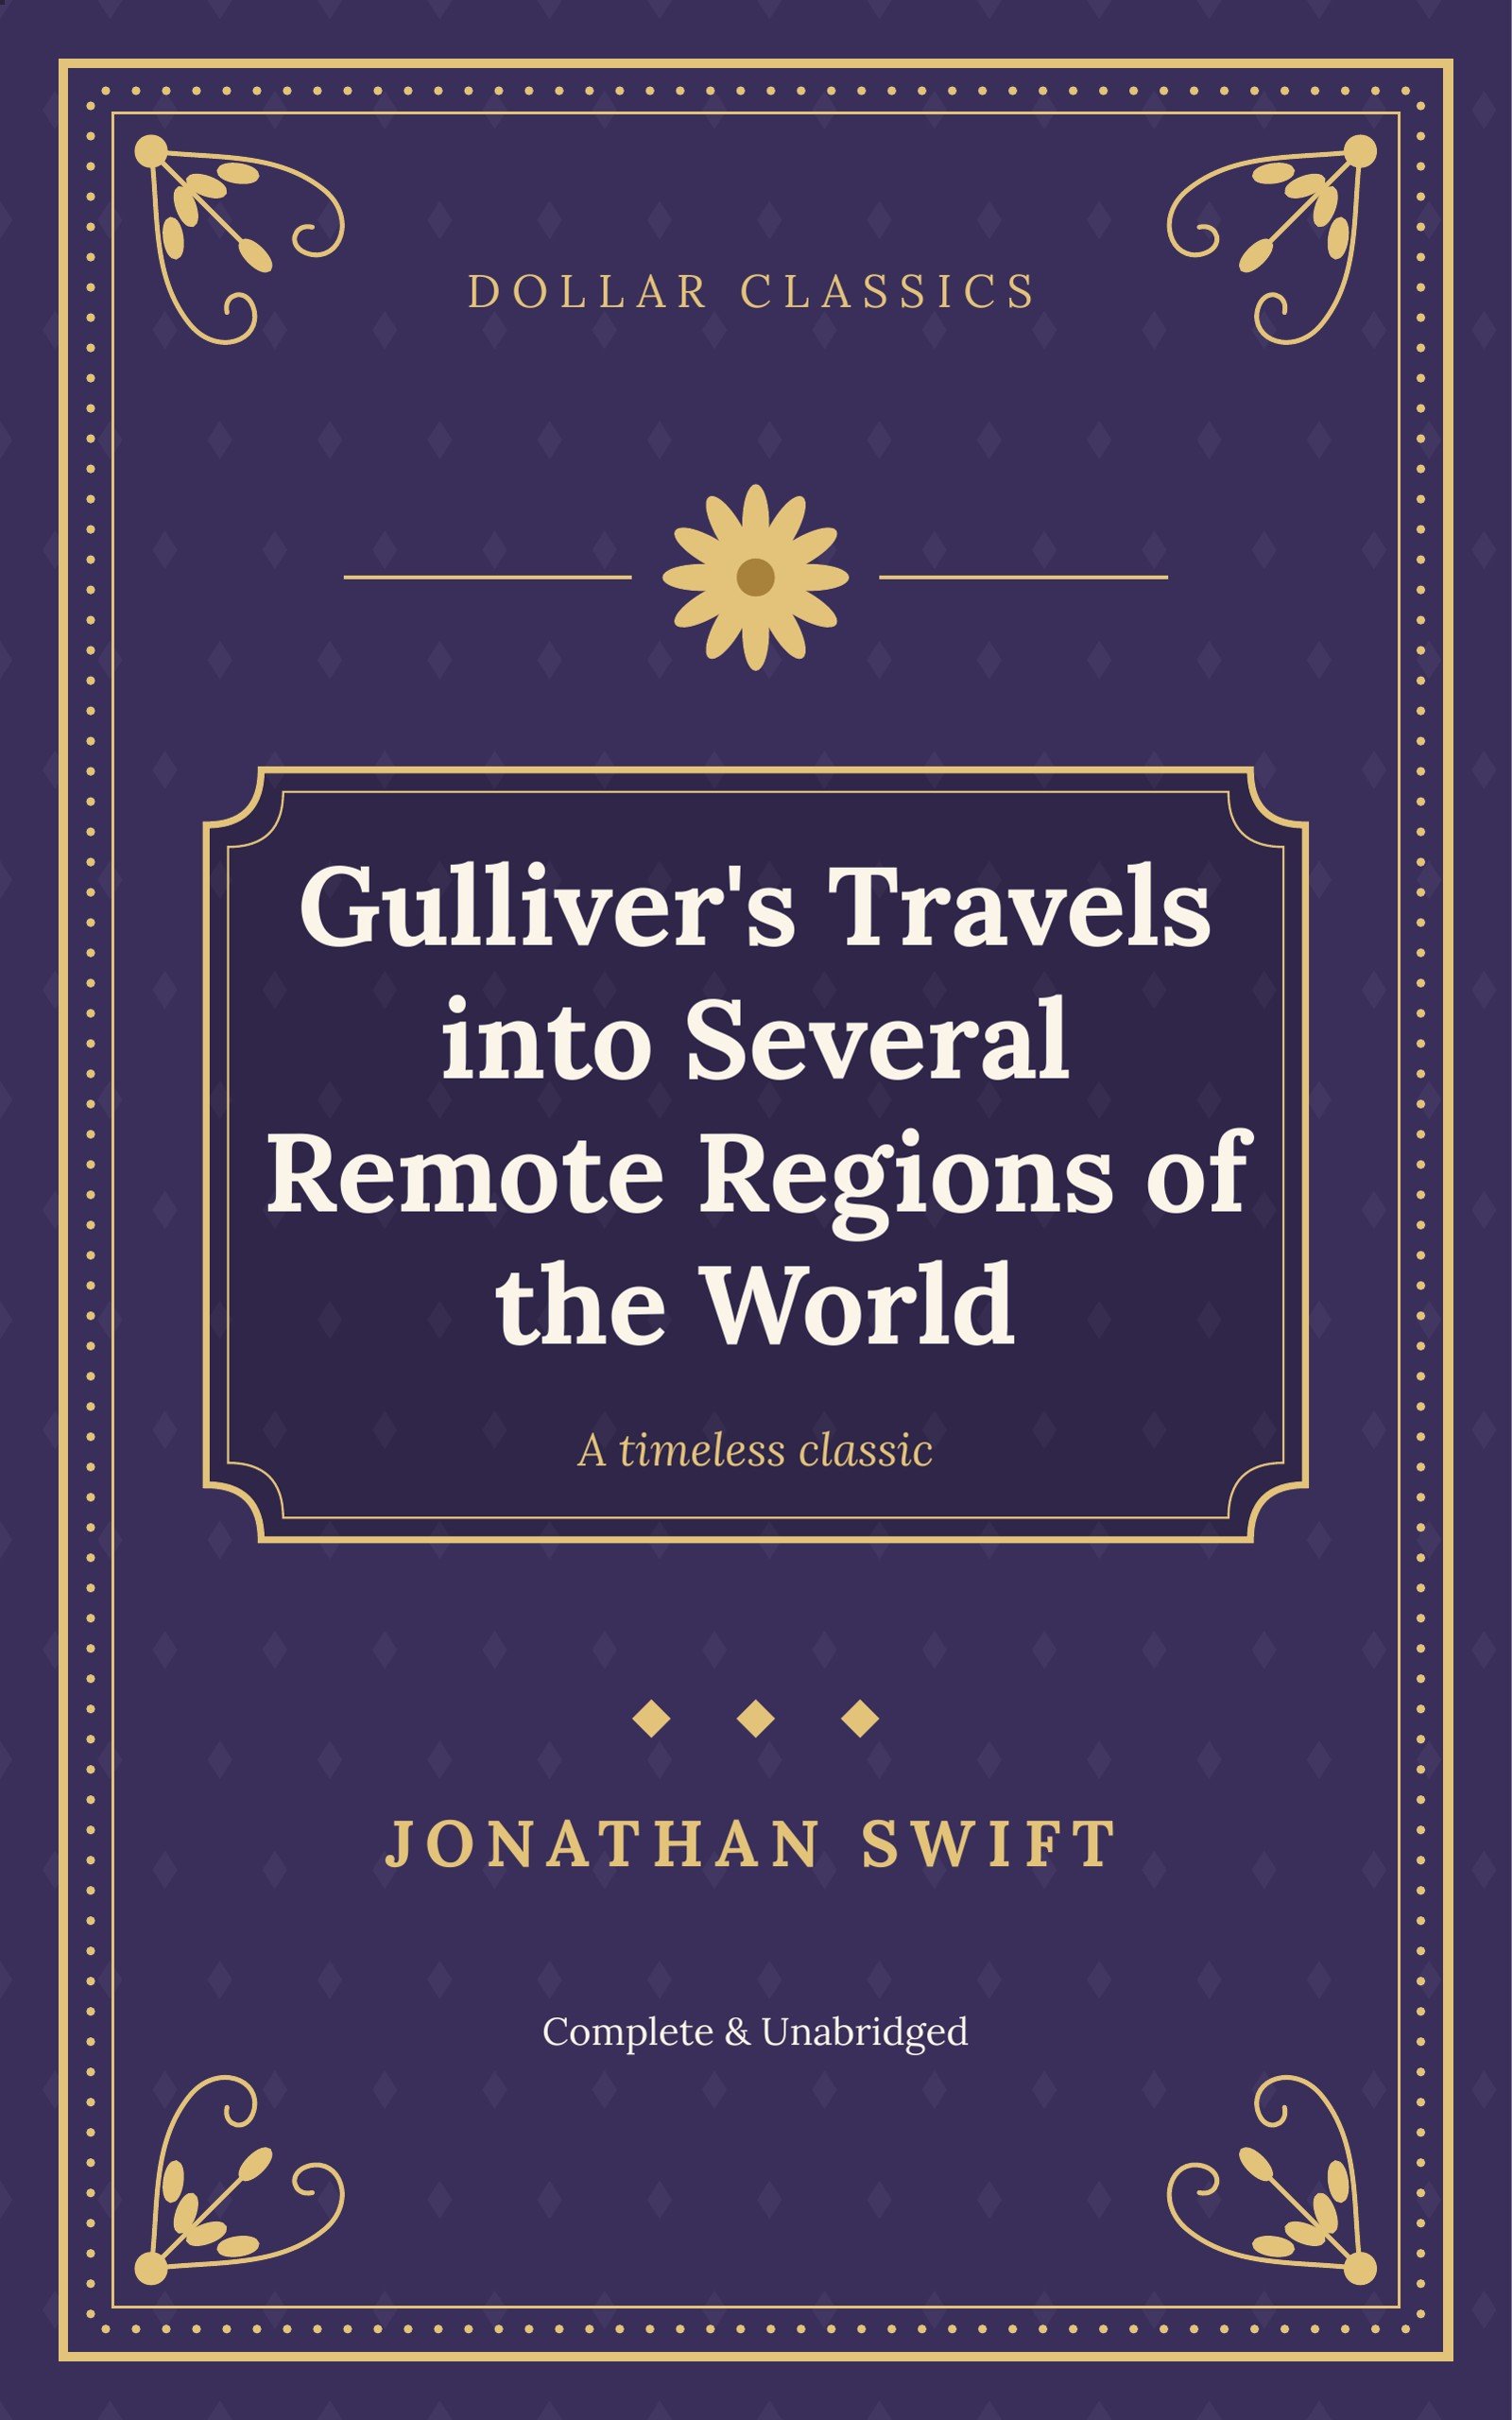 DOLLAR CLASSICS
Gulliver's Travels
into Several
Remote Regions of
the World
A timeless classic
JONATHAN SWIFT
Complete & Unabridged